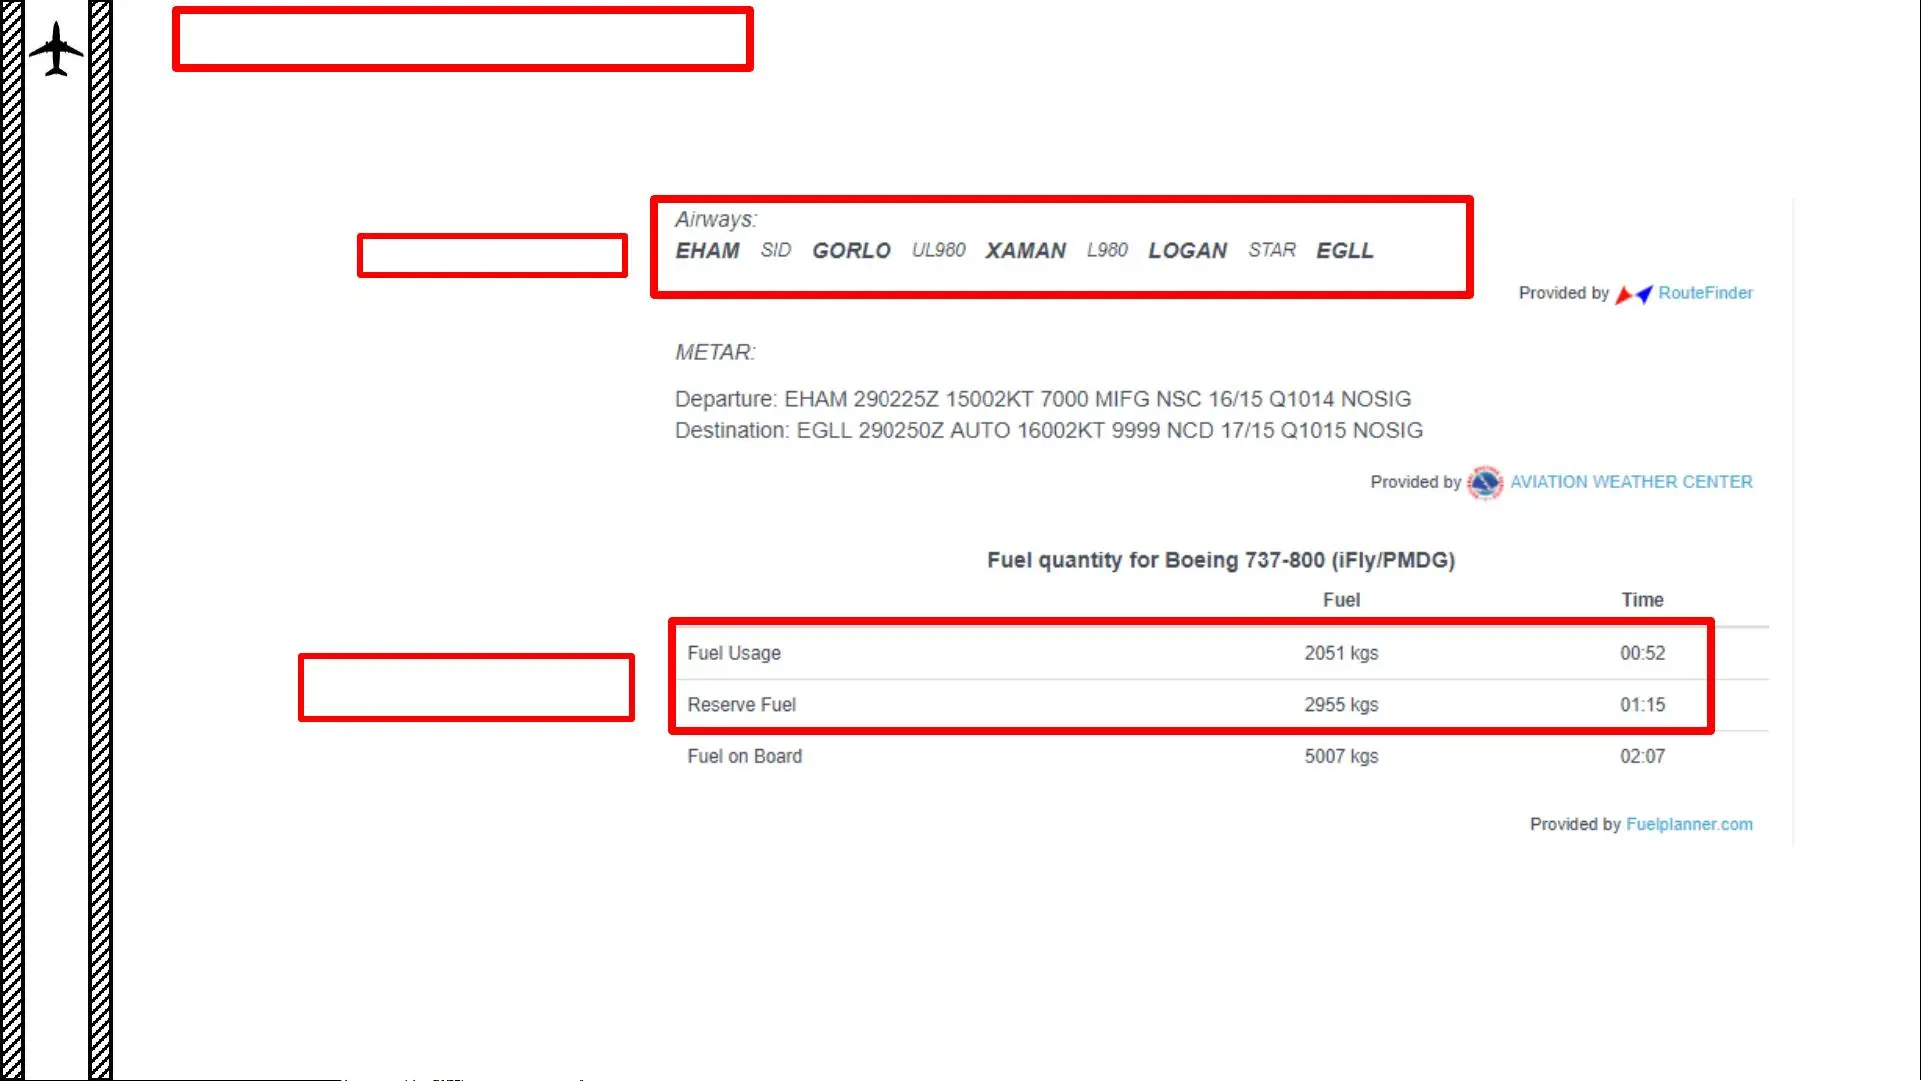 Airways:
EHAM SID GORLO UL980 XAMAN L980 LOGAN STAR EGLL
Provided by RouteFinder
METAR:
Departure: EHAM 290225Z 15002KT 7000 MIFG NSC 16/15 Q1014 NOSIG
Destination: EGLL 290250Z AUTO 16002KT 9999 NCD 17/15 Q1015 NOSIG
Provided by AVIATION WEATHER CENTER
Fuel quantity for Boeing 737-800 (iFly/PMDG)
Fuel Time
Fuel Usage 2051 kgs 00:52
Reserve Fuel 2955 kgs 01:15
Fuel on Board 5007 kgs 02:07
Provided by Fuelplanner.com